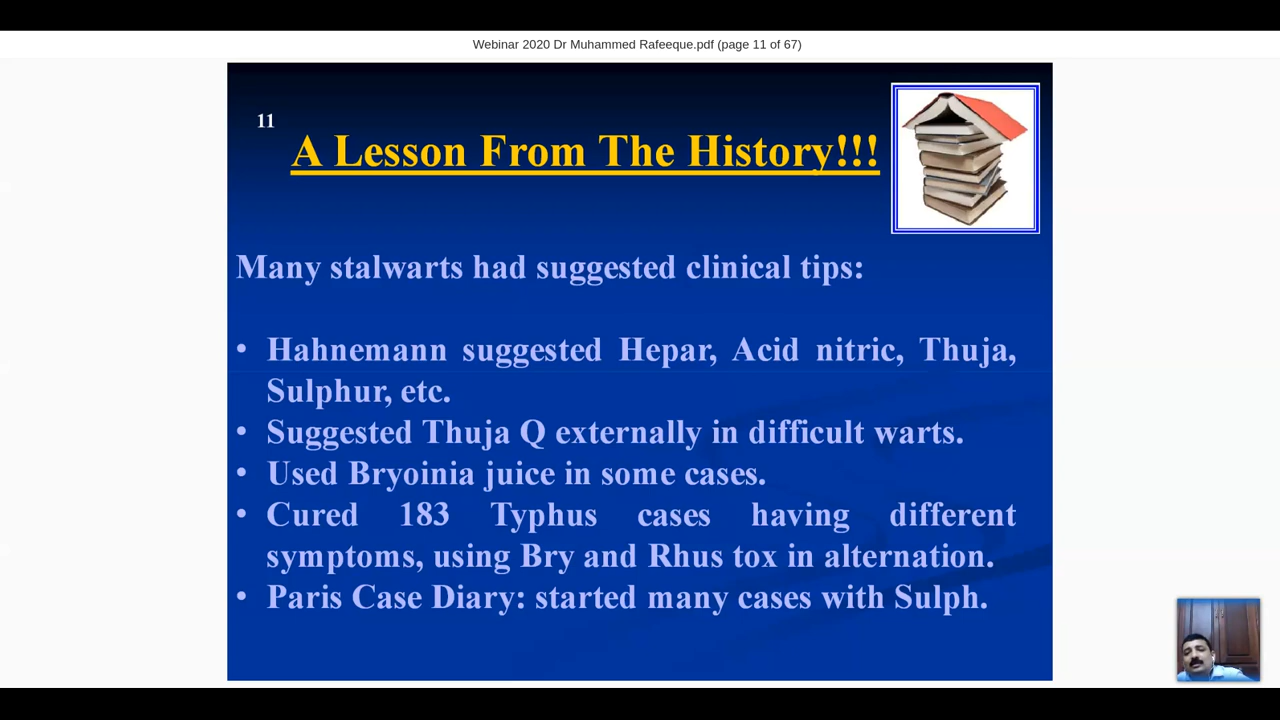 Webinar 2020 Dr Muhammed Rafeeque.pdf (page 11 of 67)
11
A Lesson From The History!!!
Many stalwarts had suggested clinical tips:
• Hahnemann suggested Hepar, Acid nitric, Thuja,
Sulphur, etc.
• Suggested Thuja Q externally in difficult warts.
• Used Bryoinia juice in some cases.
• Cured 183 Typhus cases having different
symptoms, using Bry and Rhus tox in alternation.
• Paris Case Diary: started many cases with Sulph.